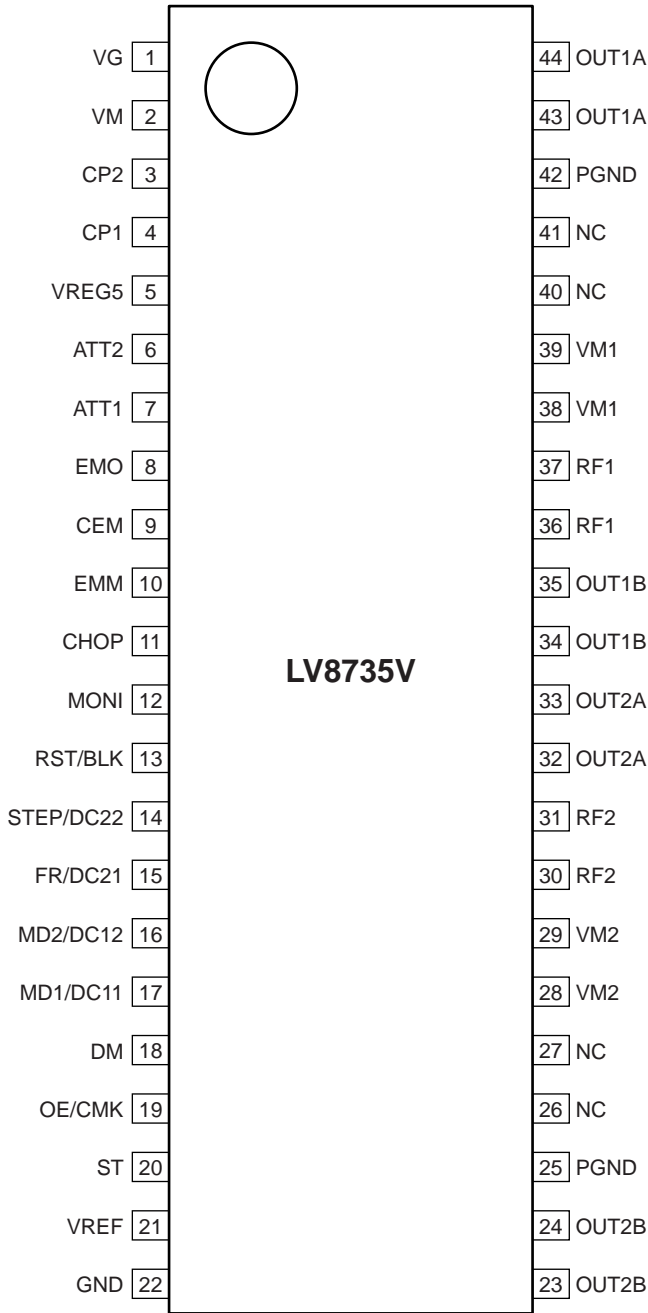 VG 1 44 OUT1A
VM 2 43 OUT1A
CP2 3 42 PGND
CP1 4 41 NC
VREG5 5 40 NC
ATT2 6 39 VM1
ATT1 7 38 VM1
EMO 8 37 RF1
CEM 9 36 RF1
EMM 10 35 OUT1B
CHOP 11 34 OUT1B
LV8735V
MONI 12 33 OUT2A
RST/BLK 13 32 OUT2A
STEP/DC22 14 31 RF2
FR/DC21 15 30 RF2
MD2/DC12 16 29 VM2
MD1/DC11 17 28 VM2
DM 18 27 NC
OE/CMK 19 26 NC
ST 20 25 PGND
VREF 21 24 OUT2B
GND 22 23 OUT2B